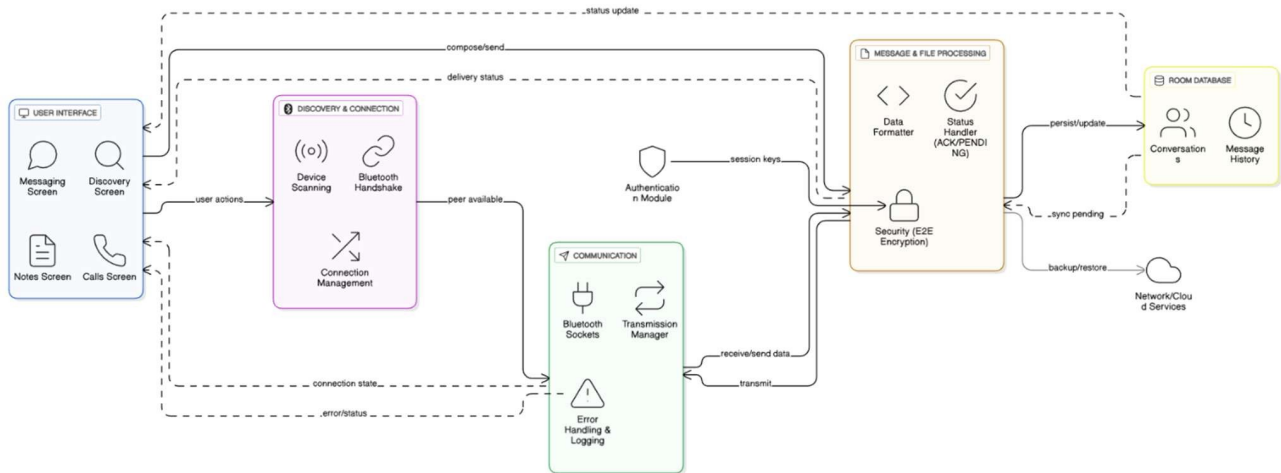 status update
compose/send
delivery status
USER INTERFACE
Messaging
Screen
Discovery
Screen
Notes Screen
Calls Screen
user actions
DISCOVERY & CONNECTION
Device
Scanning
Bluetooth
Handshake
Connection
Management
peer available
connection state
error/status
COMMUNICATION
Bluetooth
Sockets
Transmission
Manager
Error
Handling &
Logging
receive/send data
transmit
Authenticatio
n Module
session keys
MESSAGE & FILE PROCESSING
Data
Formatter
Status
Handler
(ACK/PENDI
NG)
Security (E2E
Encryption)
persist/update
sync pending
backup/restore
ROOM DATABASE
Conversation
s
Message
History
Network/Clou
d Services